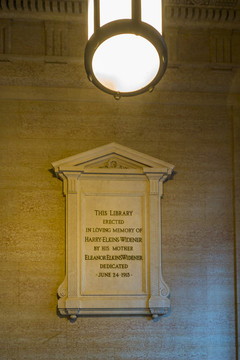 THIS LIBRARY
ERECTED
IN LOVING MEMORY OF
HARRY ELKINS WIDENER
BY HIS MOTHER
ELEANOR ELKINS WIDENER
DEDICATED
JUNE 24 1915